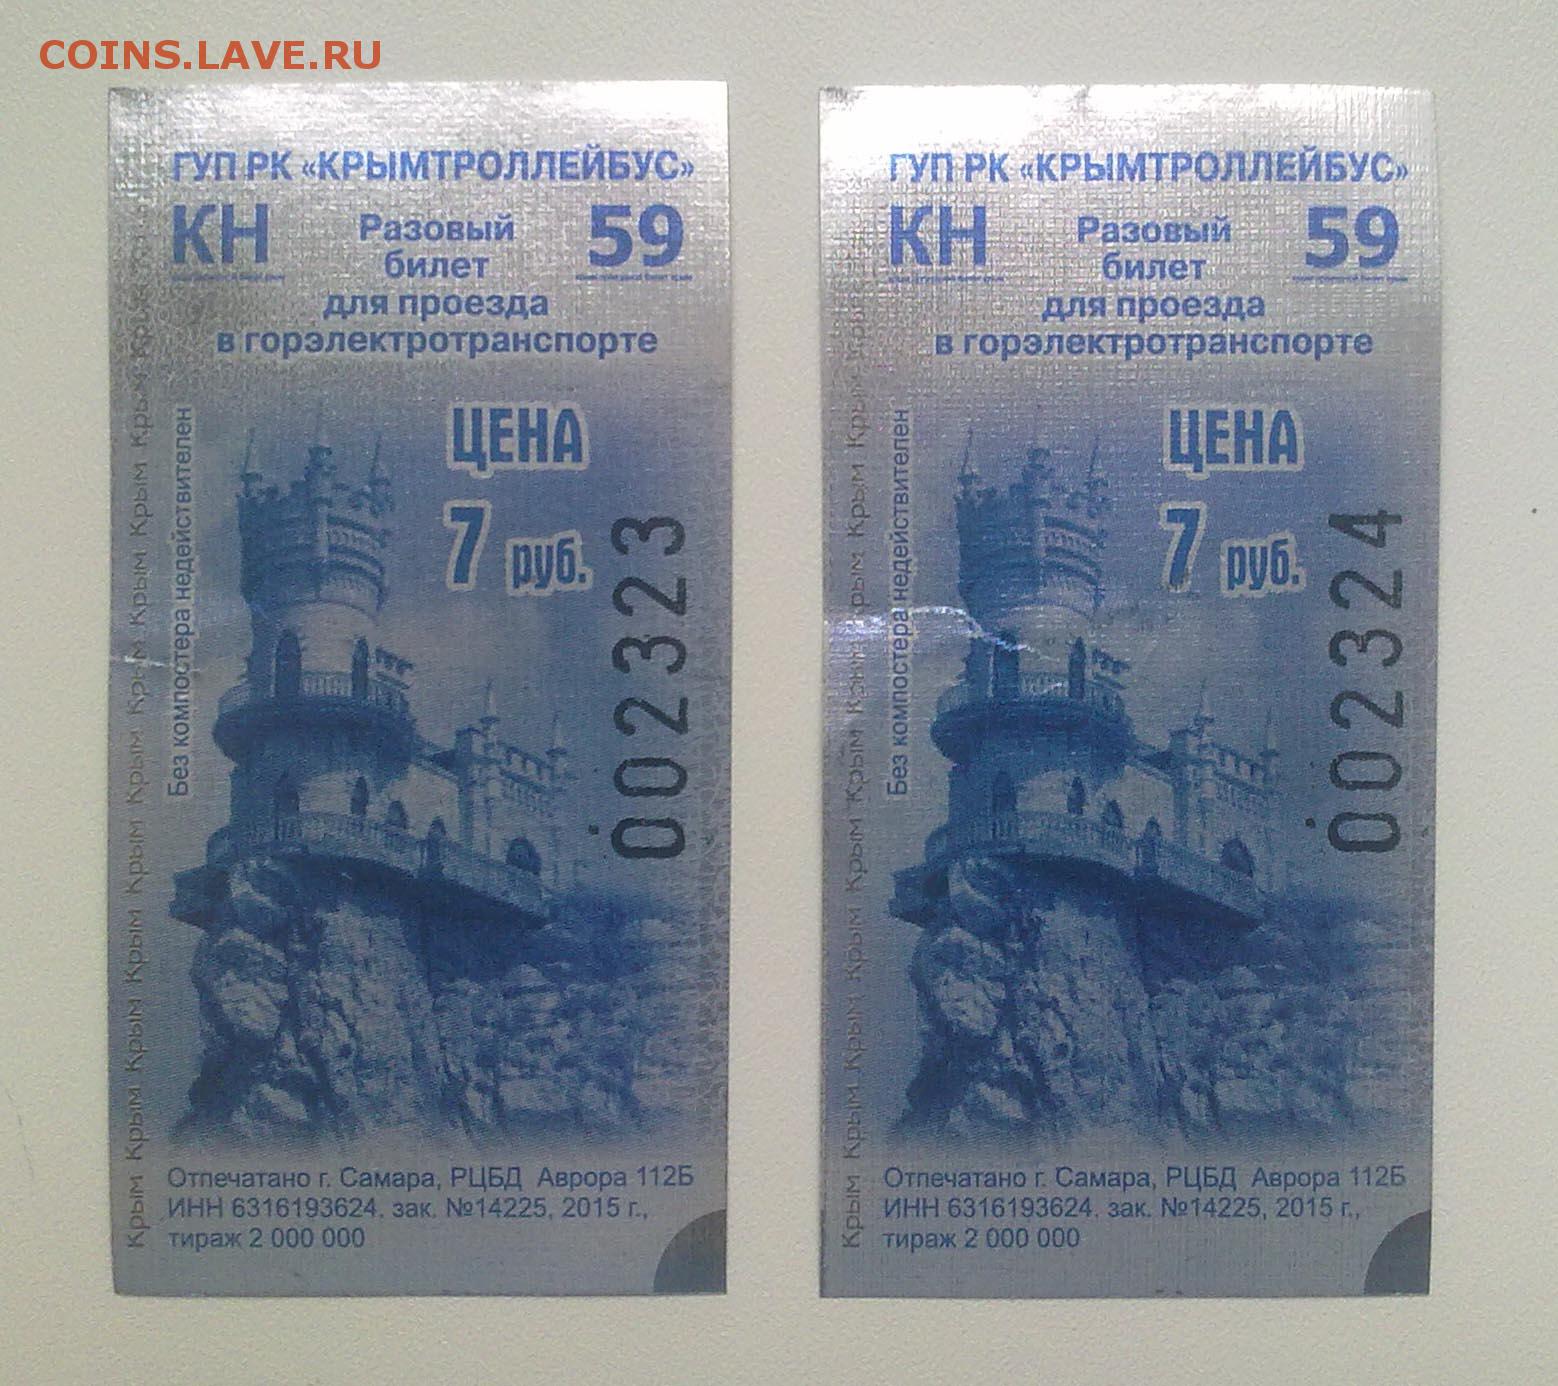 COINS.LAVE.RU
ГУП РК «КРЫМТРОЛЛЕЙБУС»
КН
Разовый
билет
59
для проезда
в горэлектротранспорте
ЦЕНА
7 руб.
Без компостера недействителен
Крым Крым Крым Крым Крым Крым Крым Крым Крым Крым Крым
002323
Отпечатано г. Самара, РЦБД Аврора 112Б
ИНН 6316193624, зак. №14225, 2015 г.,
тираж 2 000 000
ГУП РК «КРЫМТРОЛЛЕЙБУС»
КН
Разовый
билет
59
для проезда
в горэлектротранспорте
ЦЕНА
7 руб.
Без компостера недействителен
Крым Крым Крым Крым Крым Крым Крым Крым Крым Крым
002324
Отпечатано г. Самара, РЦБД Аврора 112Б
ИНН 6316193624, зак. №14225, 2015 г.,
тираж 2 000 000